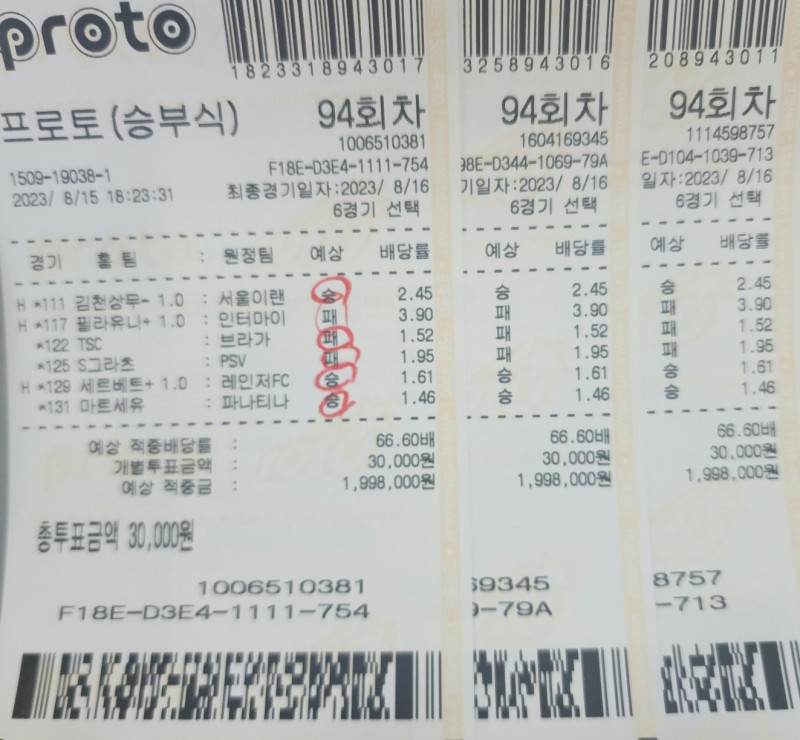 proto
1823318943017
프로토(승부식) 94회차
1006510381
1509-19038-1 F18E-D3E4-1111-754
2023/ 8/15 18:23:31 최종경기일자:2023/ 8/16
6경기 선택
경기 홈팀 : 원정팀 예상 배당률
H *111 김천상무- 1.0 : 서울이랜 승 2.45
H *117 필라유니+ 1.0 : 인터마이 패 3.90
*122 TSC : 브라가 패 1.52
*125 S그라츠 : PSV 패 1.95
H *129 세르베트+ 1.0 : 레인저FC 승 1.61
*131 마르세유 : 파나티나 승 1.46
예상 적중배당률 : 66.60배
개별투표금액 : 30,000원
예상 적중금 : 1,998,000원
총투표금액 30,000원
1006510381
F18E-D3E4-1111-754
3258943016
94회차
1604169345
98E-D344-1069-79A
기일자:2023/ 8/16
6경기 선택
예상 배당률
승 2.45
패 3.90
패 1.52
패 1.95
승 1.61
승 1.46
66.60배
30,000원
1,998,000원
69345
9-79A
208943011
94회차
1114598757
E-D104-1039-713
일자:2023/ 8/16
6경기 선택
예상 배당률
승 2.45
패 3.90
패 1.52
패 1.95
승 1.61
승 1.46
66.60배
30,000원
1,998,000원
8757
-713